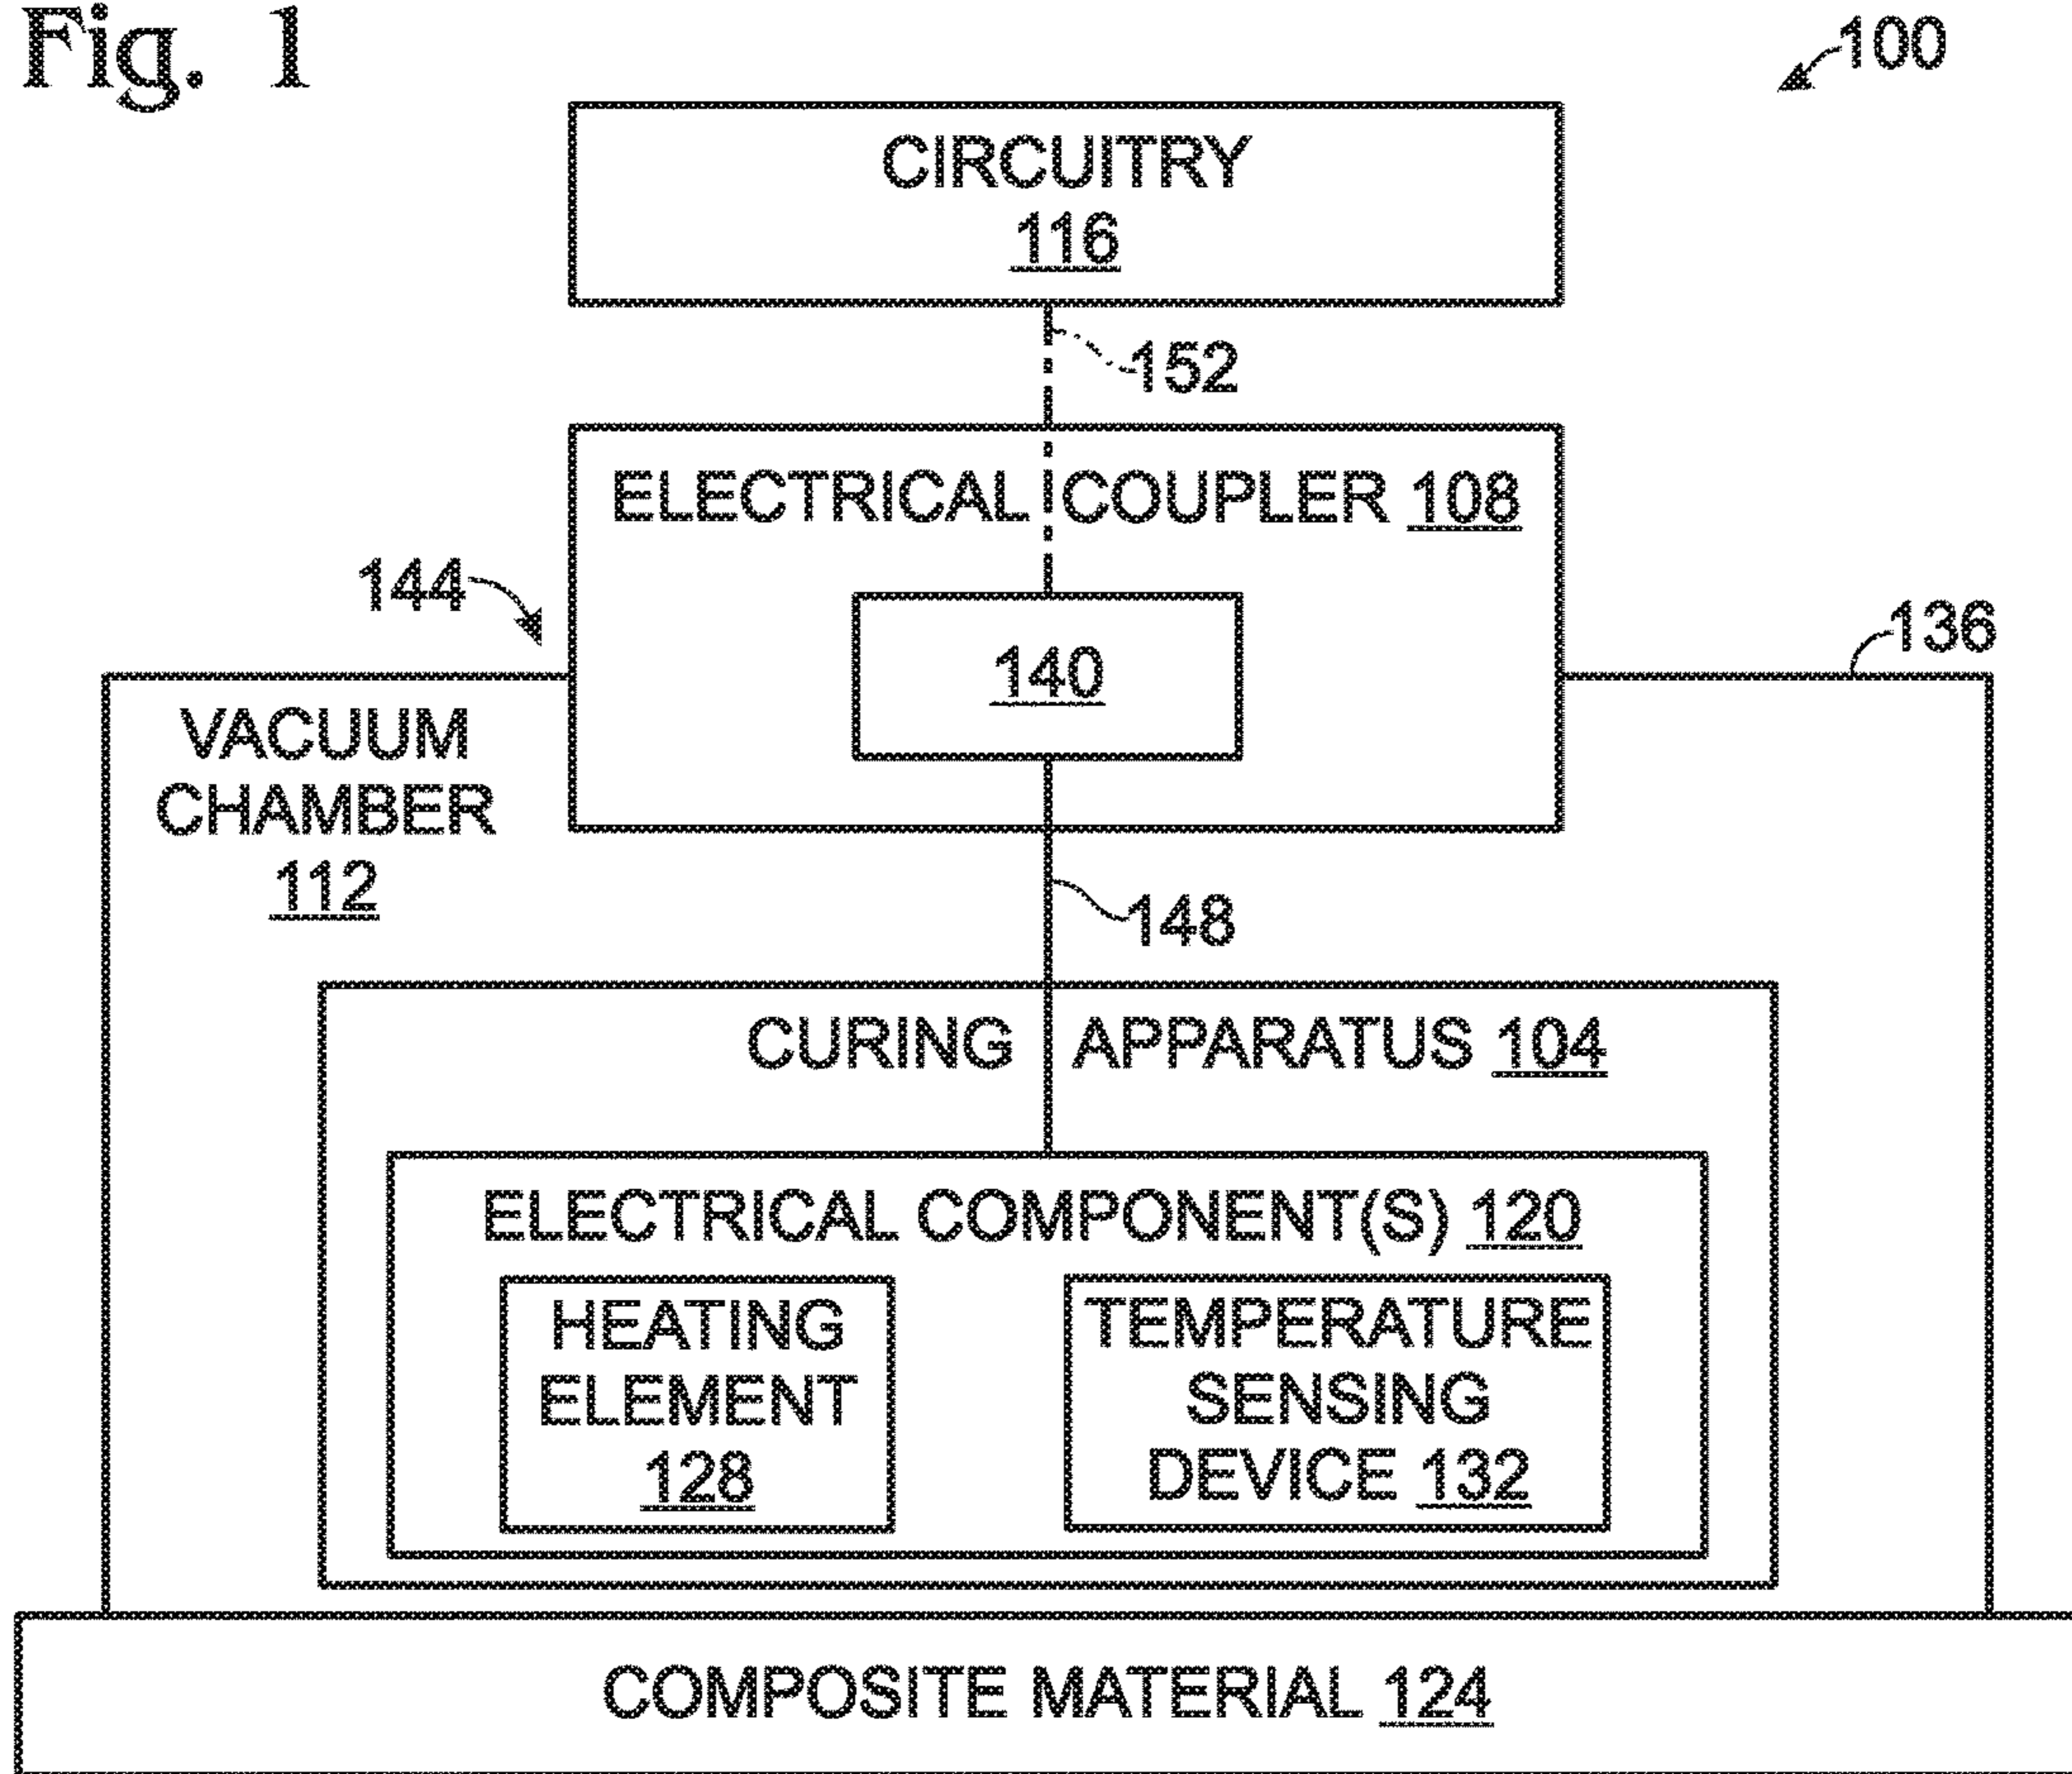 Fig. 1
100
CIRCUITRY
116
152
ELECTRICAL COUPLER 108
144
136
140
VACUUM
CHAMBER
112
148
CURING APPARATUS 104
ELECTRICAL COMPONENT(S) 120
HEATING
ELEMENT
128
TEMPERATURE
SENSING
DEVICE 132
COMPOSITE MATERIAL 124